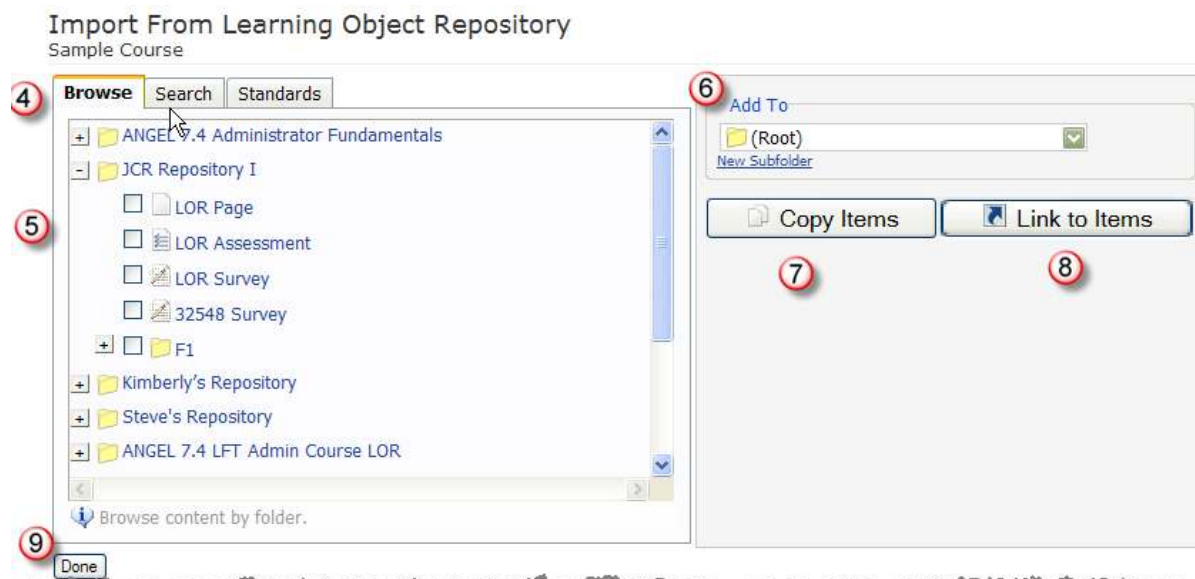 Import From Learning Object Repository
Sample Course
4
Browse Search Standards
ANGEL 7.4 Administrator Fundamentals
JCR Repository I
LOR Page
5
LOR Assessment
LOR Survey
32548 Survey
F1
Kimberly's Repository
Steve's Repository
ANGEL 7.4 LFT Admin Course LOR
Browse content by folder.
6
Add To
(Root)
New Subfolder
Copy Items Link to Items
7
8
9
Done